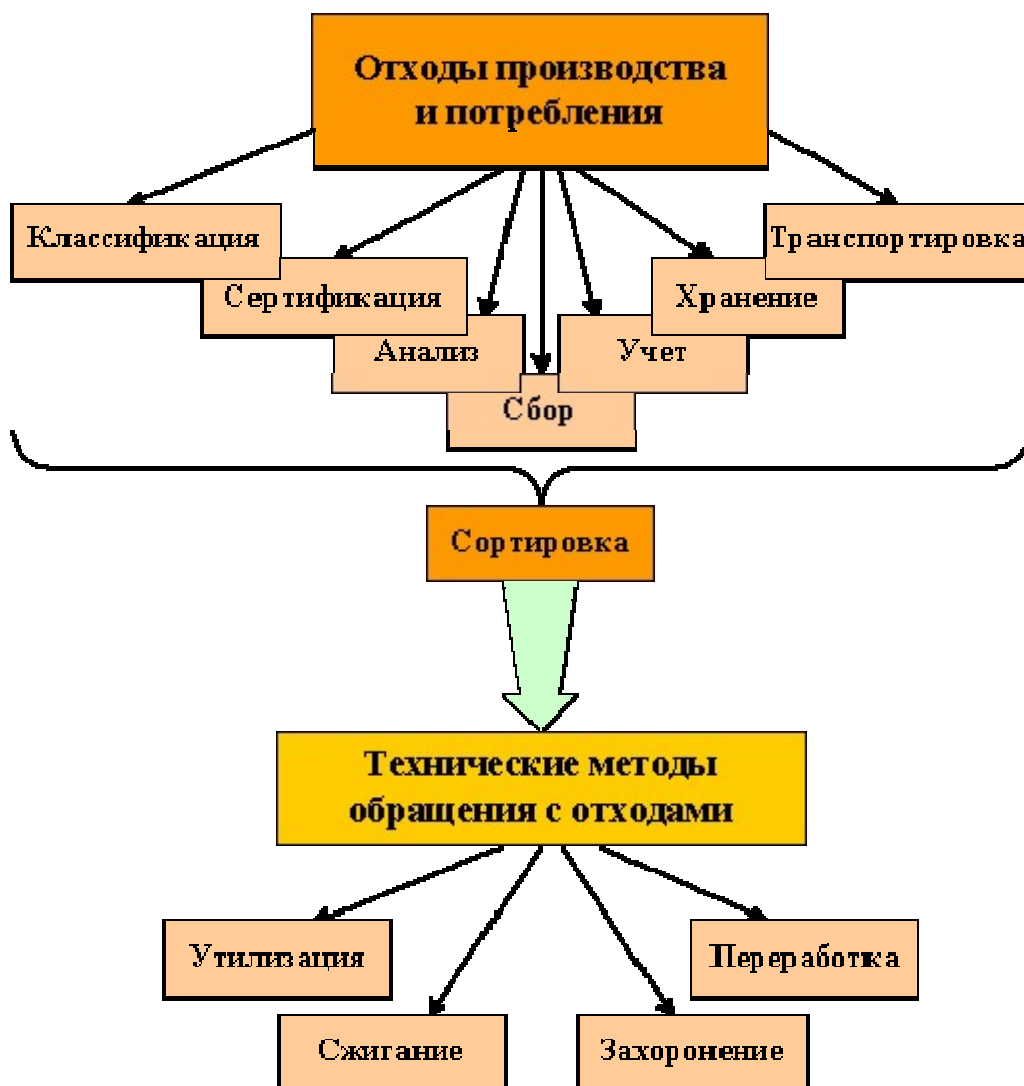 Отходы производства
и потребления
Классификация
Транспортировка
Сертификация
Хранение
Анализ
Учет
Сбор
Сортировка
Технические методы
обращения с отходами
Утилизация
Переработка
Сжигание
Захоронение